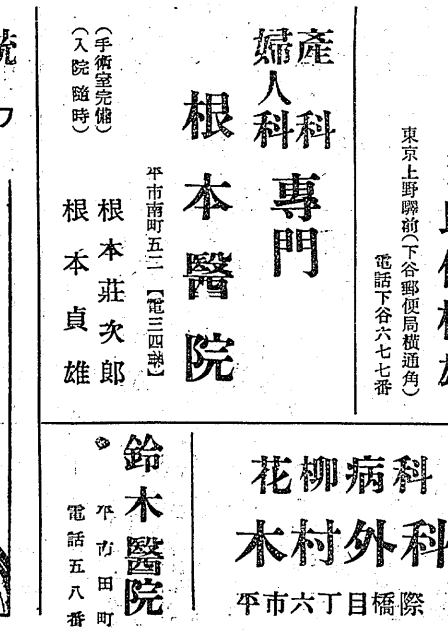 東京上野驛前(下谷郵便局橫通角)
電話下谷六七七番
產科
婦人科
專門
根本醫院
平市南町五二【電三四番】
(手術室完備)
(入院隨時)
根本莊次郎
根本貞雄
花柳病科
木村外科
平市六丁目橋際
鈴木醫院
平市田町
電話五八番